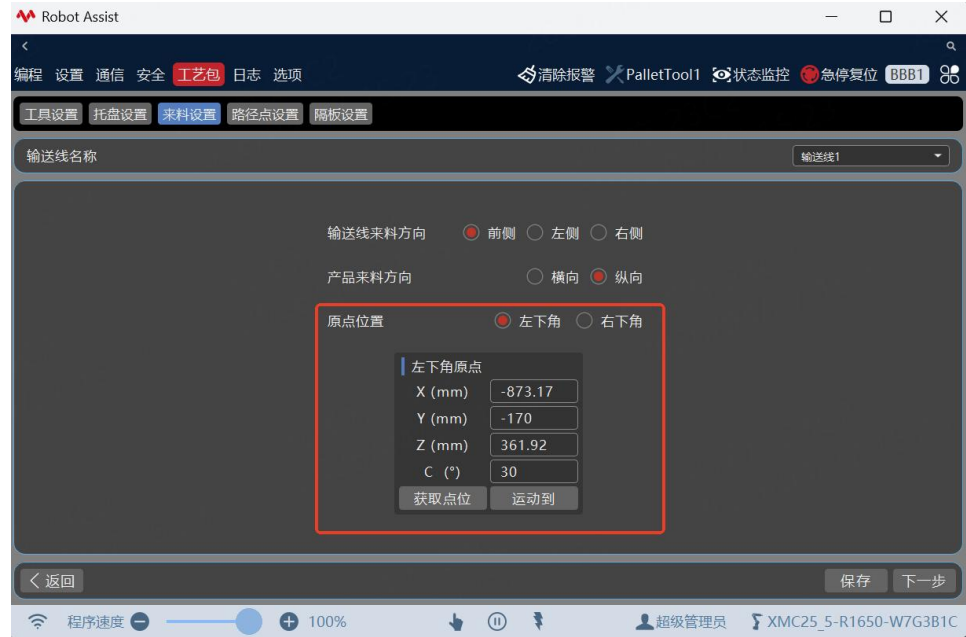 Robot Assist
编程 设置 通信 安全 工艺包 日志 选项 清除报警 PalletTool1 状态监控 急停复位 BBB1
工具设置 托盘设置 来料设置 路径点设置 隔板设置
输送线名称 输送线1
输送线来料方向 前侧 左侧 右侧
产品来料方向 横向 纵向
原点位置 左下角 右下角
左下角原点
X (mm) -873.17
Y (mm) -170
Z (mm) 361.92
C (°) 30
获取点位 运动到
返回 保存 下一步
程序速度 100% 超级管理员 XMC25_5-R1650-W7G3B1C